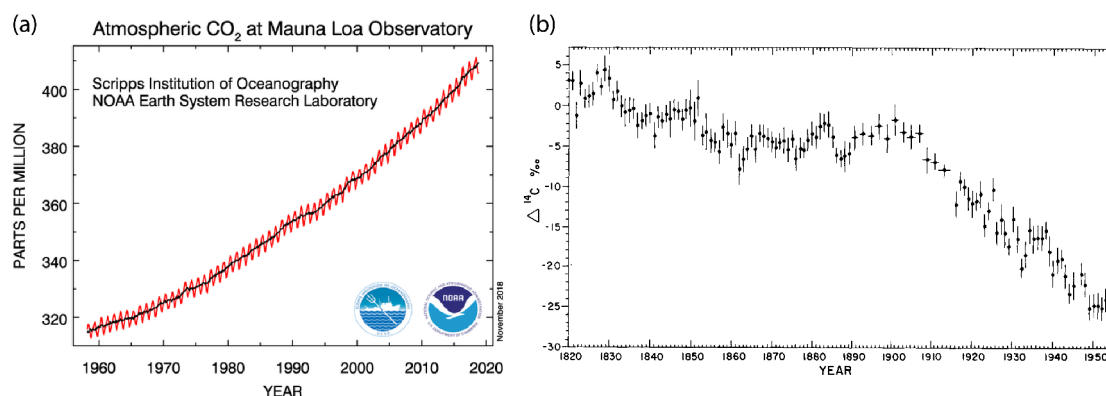 (a)
Atmospheric CO₂ at Mauna Loa Observatory
Scripps Institution of Oceanography
NOAA Earth System Research Laboratory
PARTS PER MILLION
400
380
360
340
320
1960 1970 1980 1990 2000 2010 2020
YEAR
NOAA
November 2018
(b)
Δ ¹⁴C ‰
5
0
-5
-10
-15
-20
-25
-30
1820 1830 1840 1850 1860 1870 1880 1890 1900 1910 1920 1930 1940 1950
YEAR